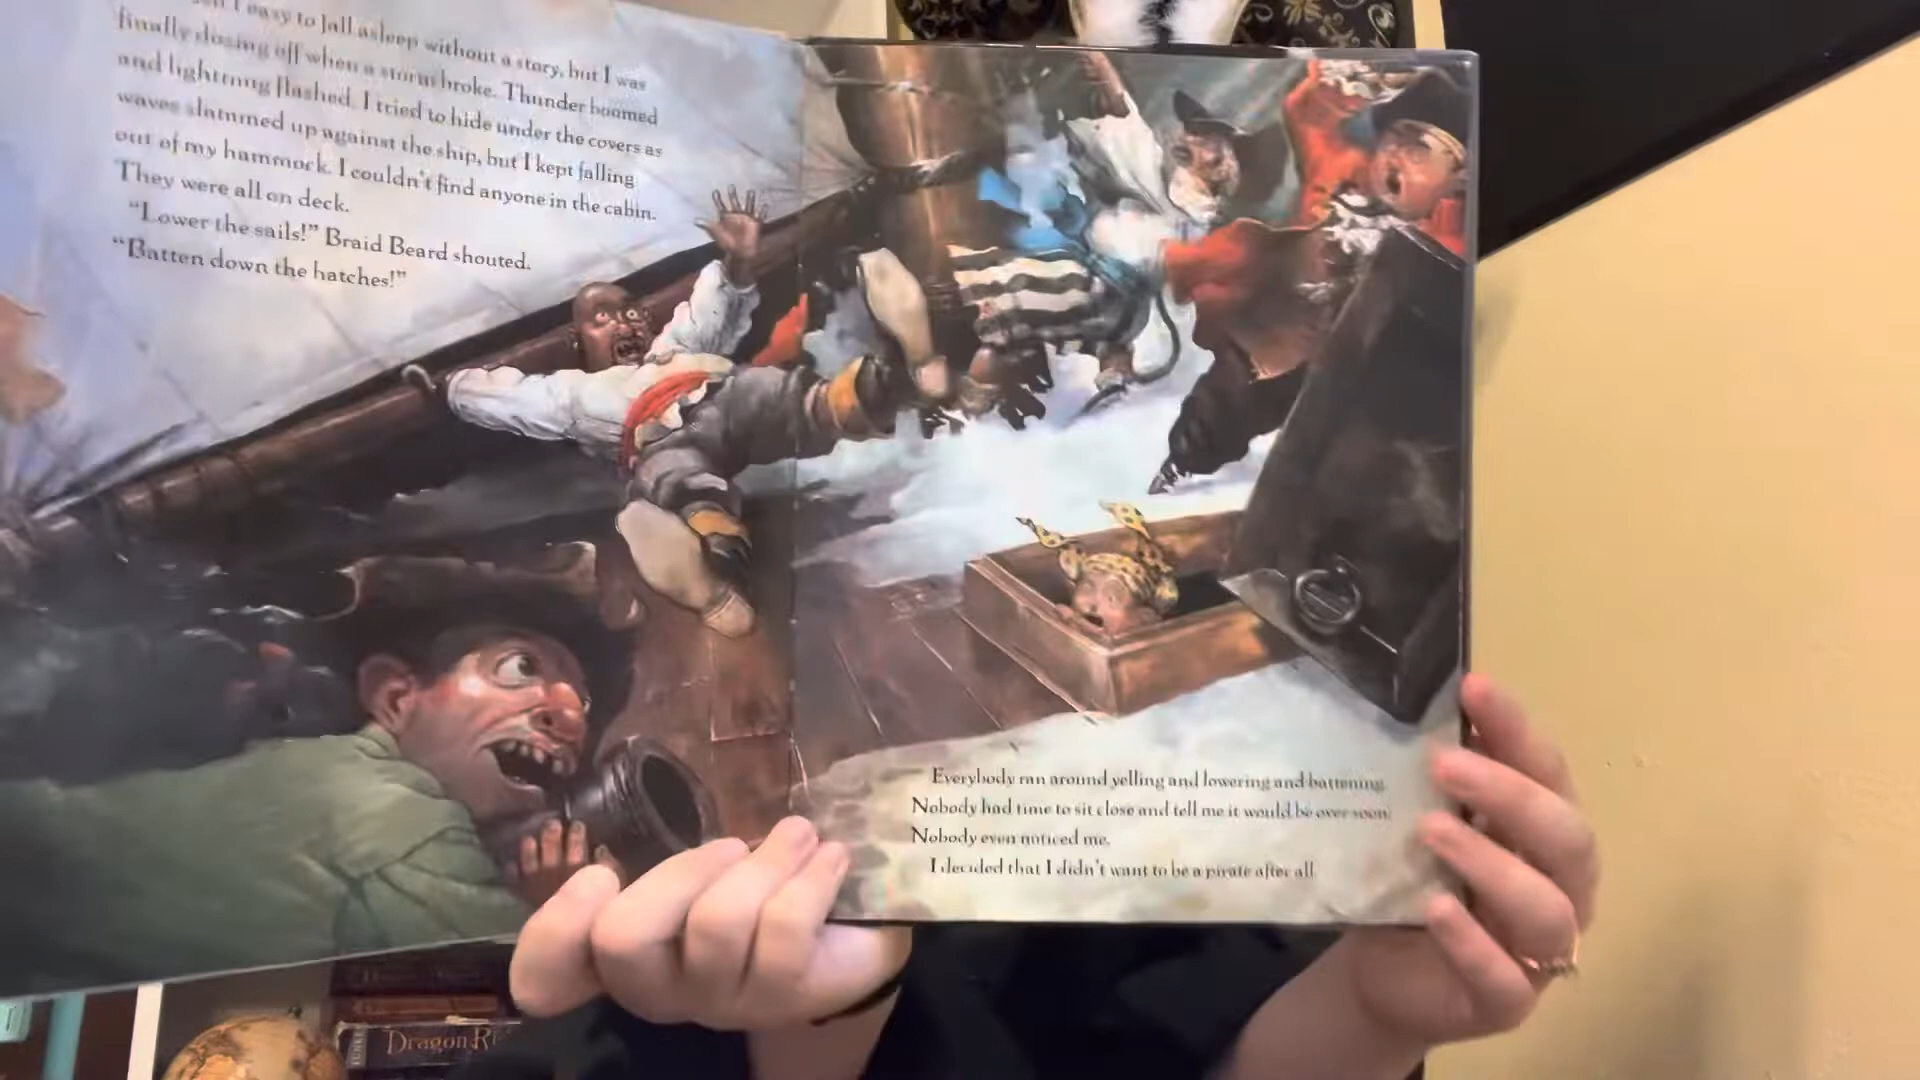 easy to fall asleep without a story, but I was
finally dozing off when a storm broke. Thunder boomed
and lightning flashed. I tried to hide under the covers as
waves slammed up against the ship, but I kept falling
out of my hammock. I couldn't find anyone in the cabin.
They were all on deck.
"Lower the sails!" Braid Beard shouted.
"Batten down the hatches!"
Everybody ran around yelling and lowering and battening.
Nobody had time to sit close and tell me it would be over soon.
Nobody even noticed me.
I decided that I didn't want to be a pirate after all.
Dragon Ri